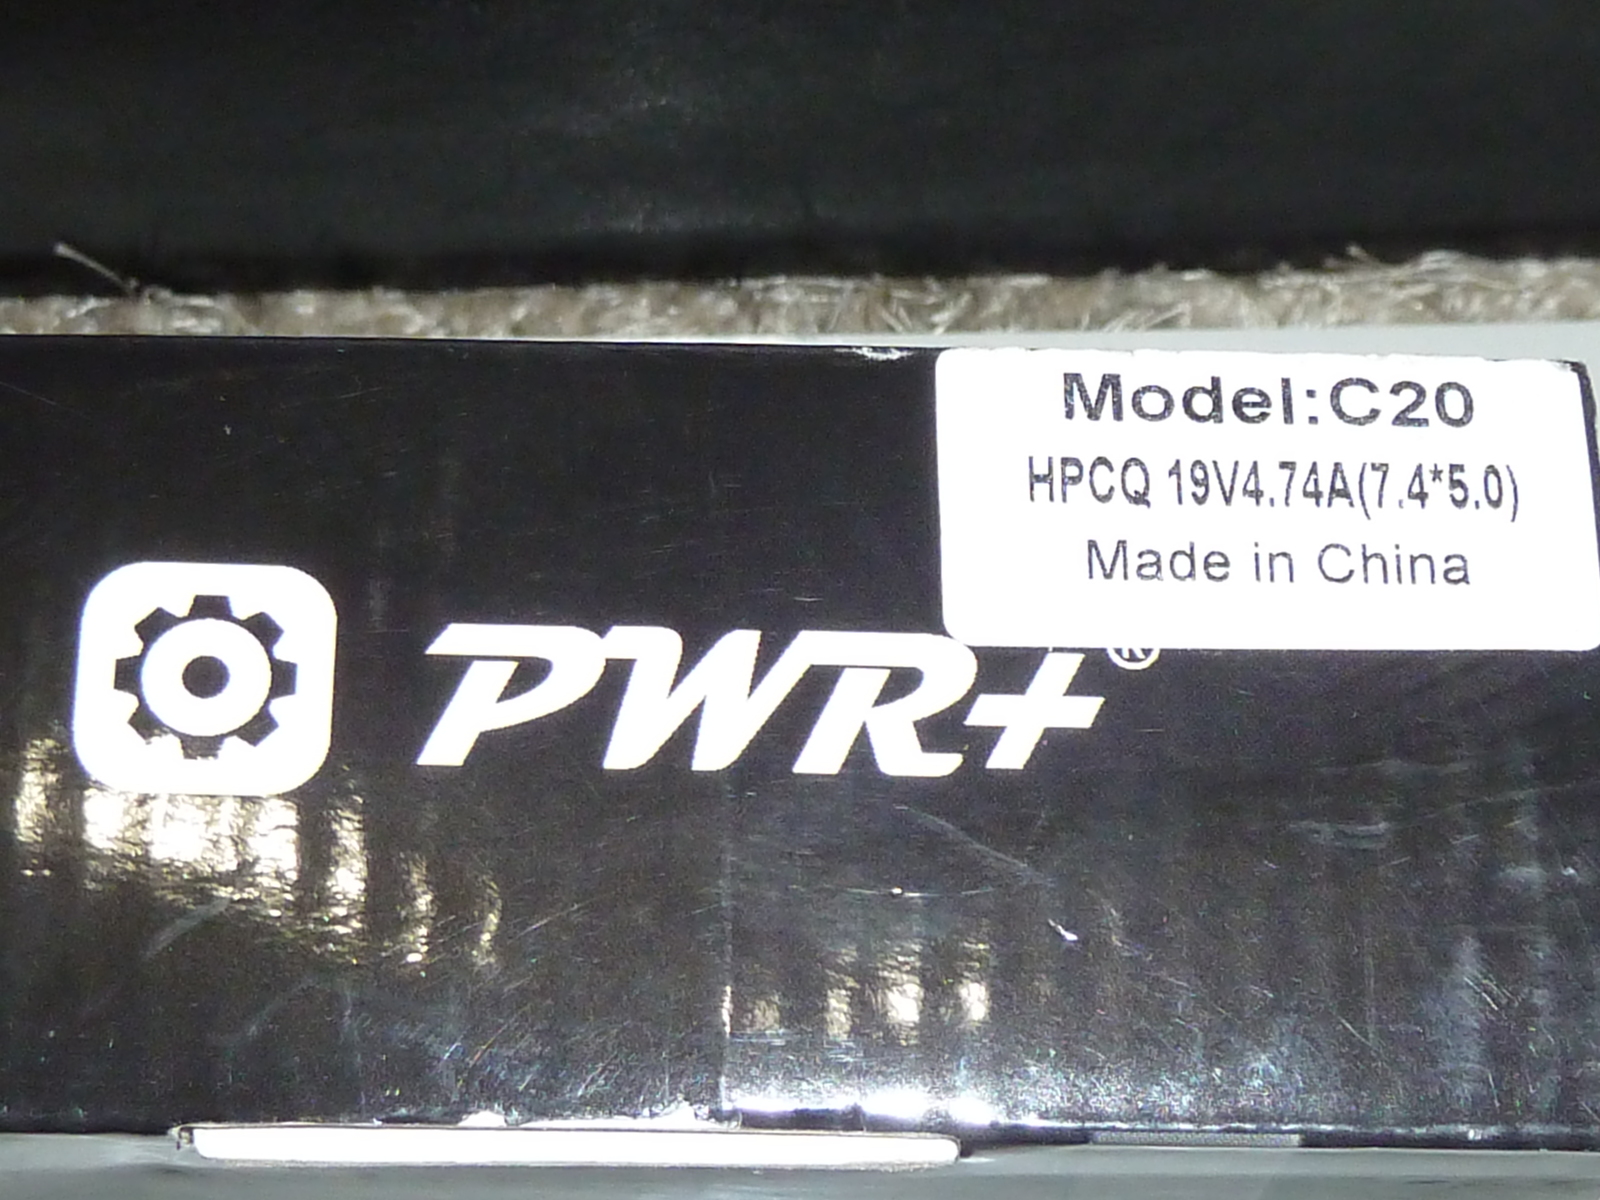 Model:C20
HPCQ 19V4.74A(7.4*5.0)
Made in China
PWR+®